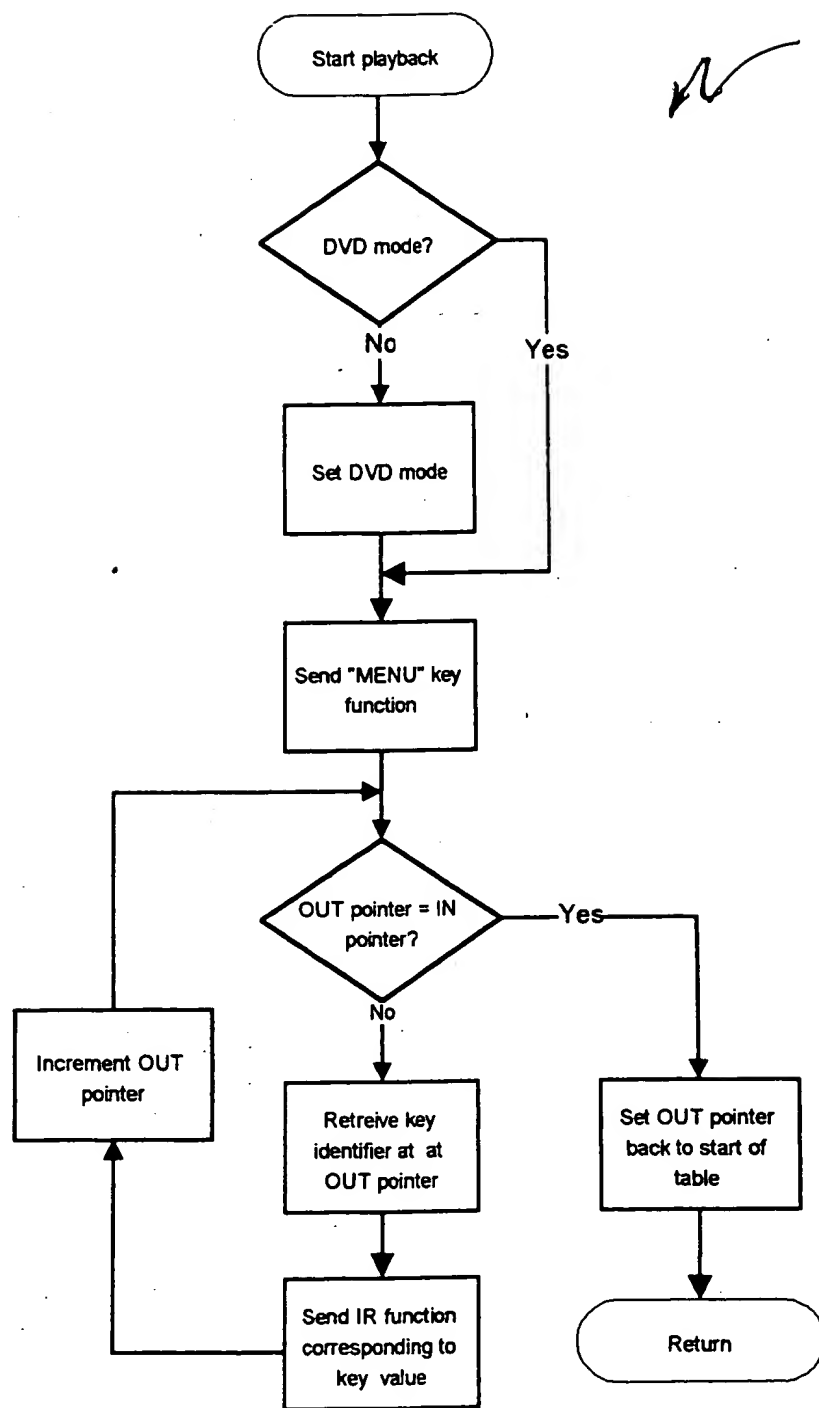 Start playback
DVD mode?
No
Yes
Set DVD mode
Send "MENU" key
function
OUT pointer = IN
pointer?
Yes
No
Increment OUT
pointer
Retreive key
identifier at at
OUT pointer
Set OUT pointer
back to start of
table
Send IR function
corresponding to
key value
Return